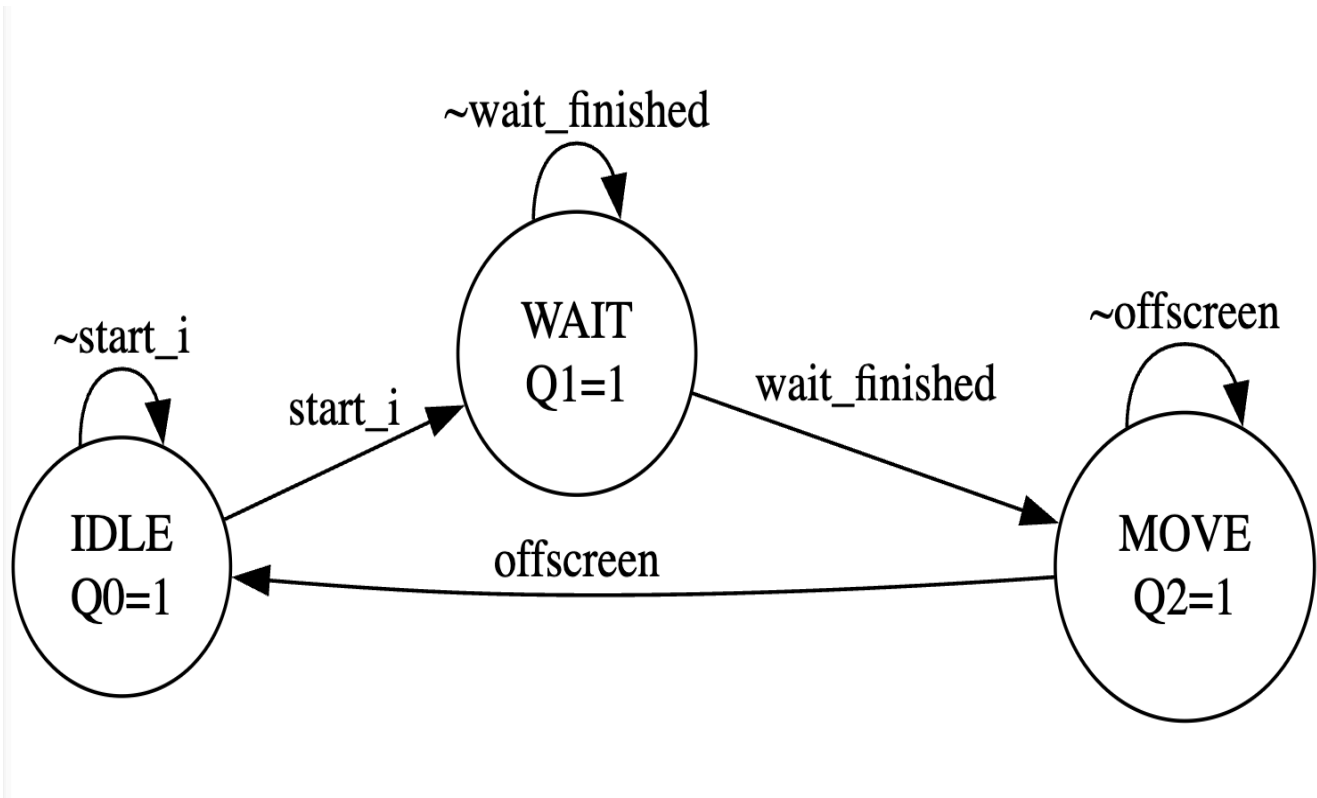 ~wait_finished
WAIT
Q1=1
~start_i
start_i
wait_finished
~offscreen
IDLE
Q0=1
offscreen
MOVE
Q2=1